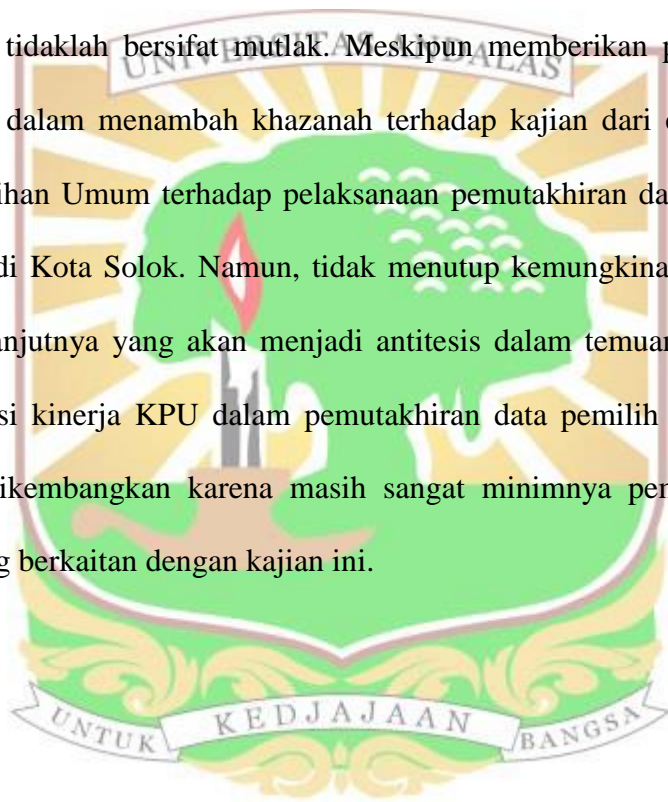 tidaklah bersifat mutlak. Meskipun memberikan p
UNIVERSITAS ANDALAS
dalam menambah khazanah terhadap kajian dari
ihan Umum terhadap pelaksanaan pemutakhiran da
di Kota Solok. Namun, tidak menutup kemungkina
anjutnya yang akan menjadi antitesis dalam temuan
si kinerja KPU dalam pemutakhiran data pemilih
ikembangkan karena masih sangat minimnya pen
g berkaitan dengan kajian ini.
UNTUK KEDJAJAAN BANGSA